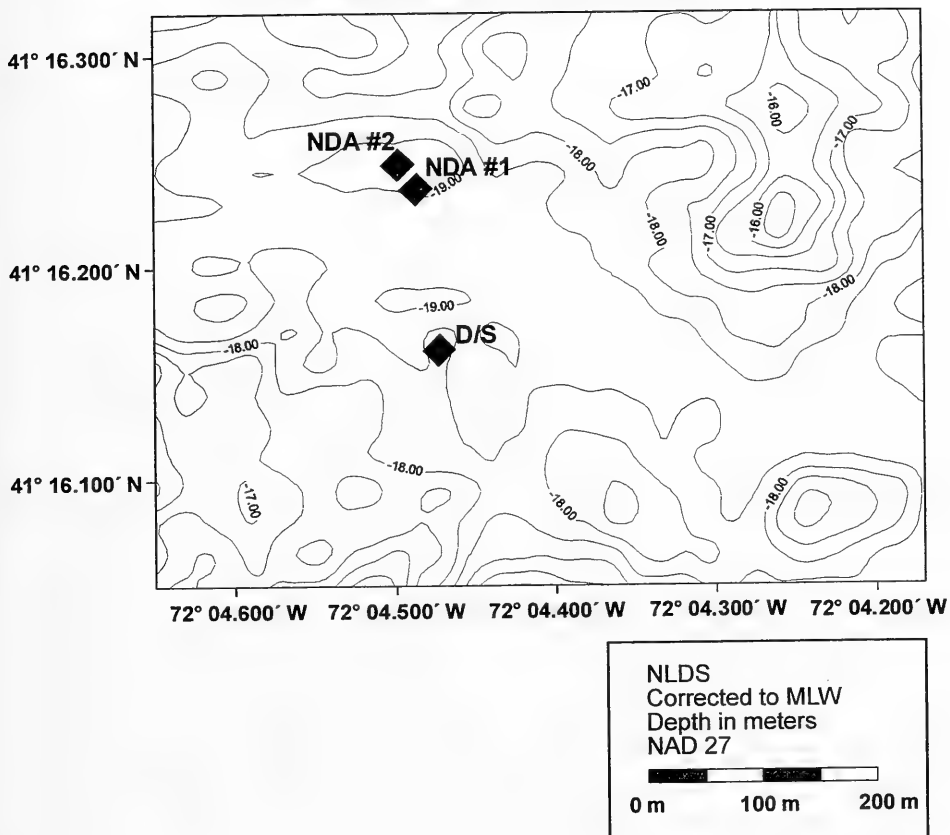 41° 16.300´ N
-17.00
-16.00
-17.00
NDA #2
-18.00
NDA #1
-19.00
-18.00
-17.00
-16.00
41° 16.200´ N
-18.00
-19.00
D/S
-18.00
-18.00
41° 16.100´ N
-17.00
-18.00
-18.00
72° 04.600´ W 72° 04.500´ W 72° 04.400´ W 72° 04.300´ W 72° 04.200´ W
NLDS
Corrected to MLW
Depth in meters
NAD 27
0 m 100 m 200 m